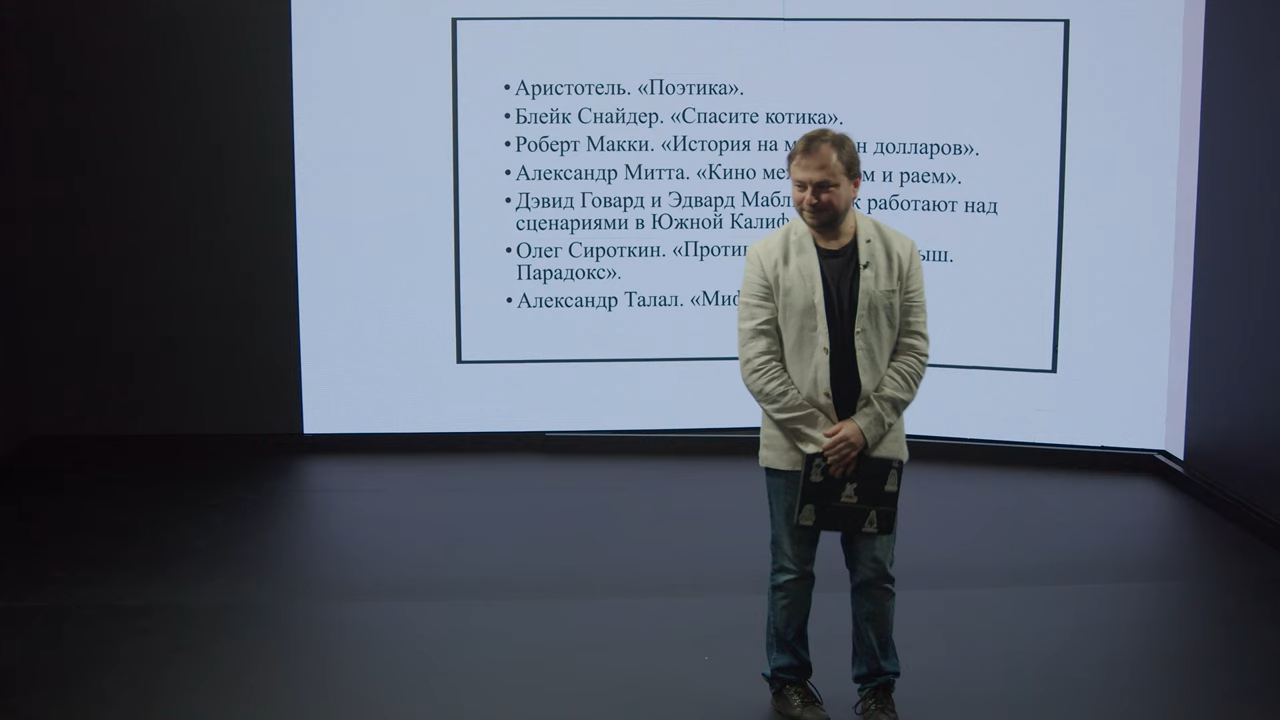 • Аристотель. «Поэтика».
• Блейк Снайдер. «Спасите котика».
• Роберт Макки. «История на долларов».
• Александр Митта. «Кино и раем».
• Дэвид Говард и Эдвард работают над
сценариями в Южной
• Олег Сироткин.
Парадокс».
• Александр Талал.